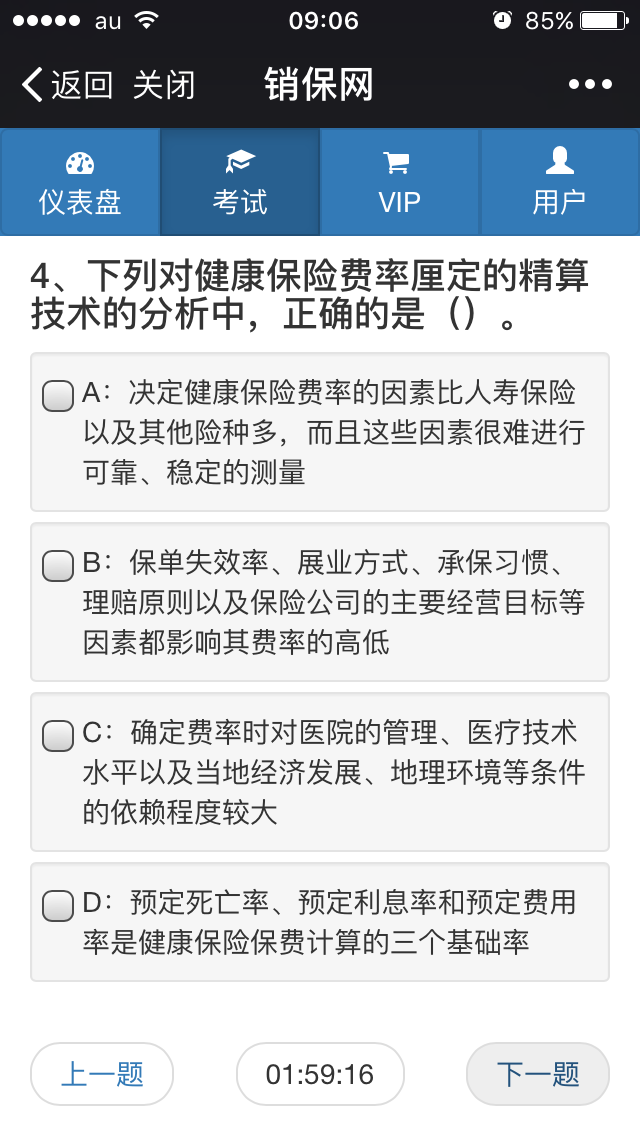 au 09:06 85%
返回 关闭 销保网
仪表盘 考试 VIP 用户
4、下列对健康保险费率厘定的精算
技术的分析中，正确的是（）。
A：决定健康保险费率的因素比人寿保险
以及其他险种多，而且这些因素很难进行
可靠、稳定的测量
B：保单失效率、展业方式、承保习惯、
理赔原则以及保险公司的主要经营目标等
因素都影响其费率的高低
C：确定费率时对医院的管理、医疗技术
水平以及当地经济发展、地理环境等条件
的依赖程度较大
D：预定死亡率、预定利息率和预定费用
率是健康保险保费计算的三个基础率
上一题 01:59:16 下一题